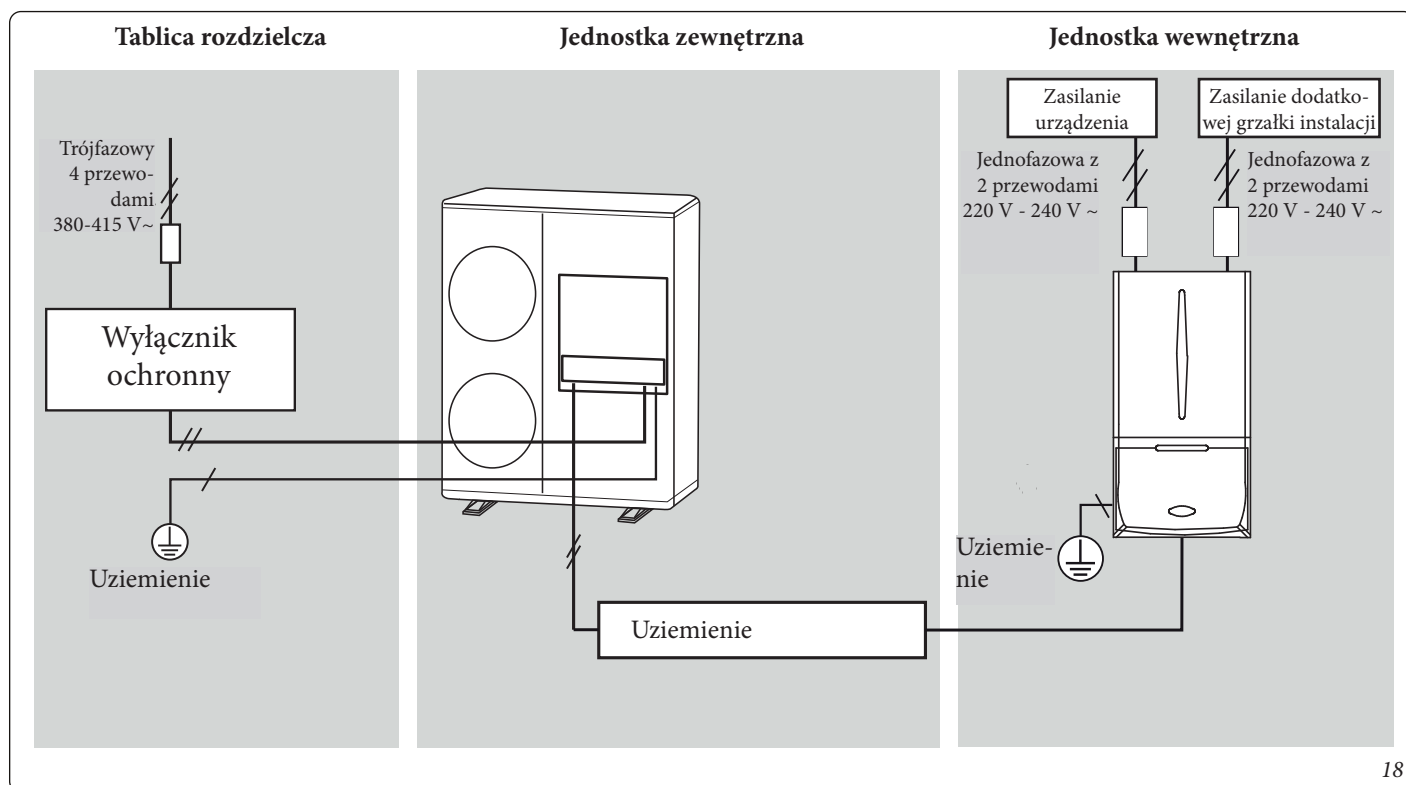 Tablica rozdzielcza
Jednostka zewnętrzna
Jednostka wewnętrzna
Trójfazowy
4 przewo-
dami
380-415 V~
Wyłącznik
ochronny
Uziemienie
Uziemienie
Zasilanie
urządzenia
Zasilanie dodatko-
wej grzałki instalacji
Jednofazowa z
2 przewodami
220 V - 240 V ~
Jednofazowa z
2 przewodami
220 V - 240 V ~
Uziemie-
nie
18